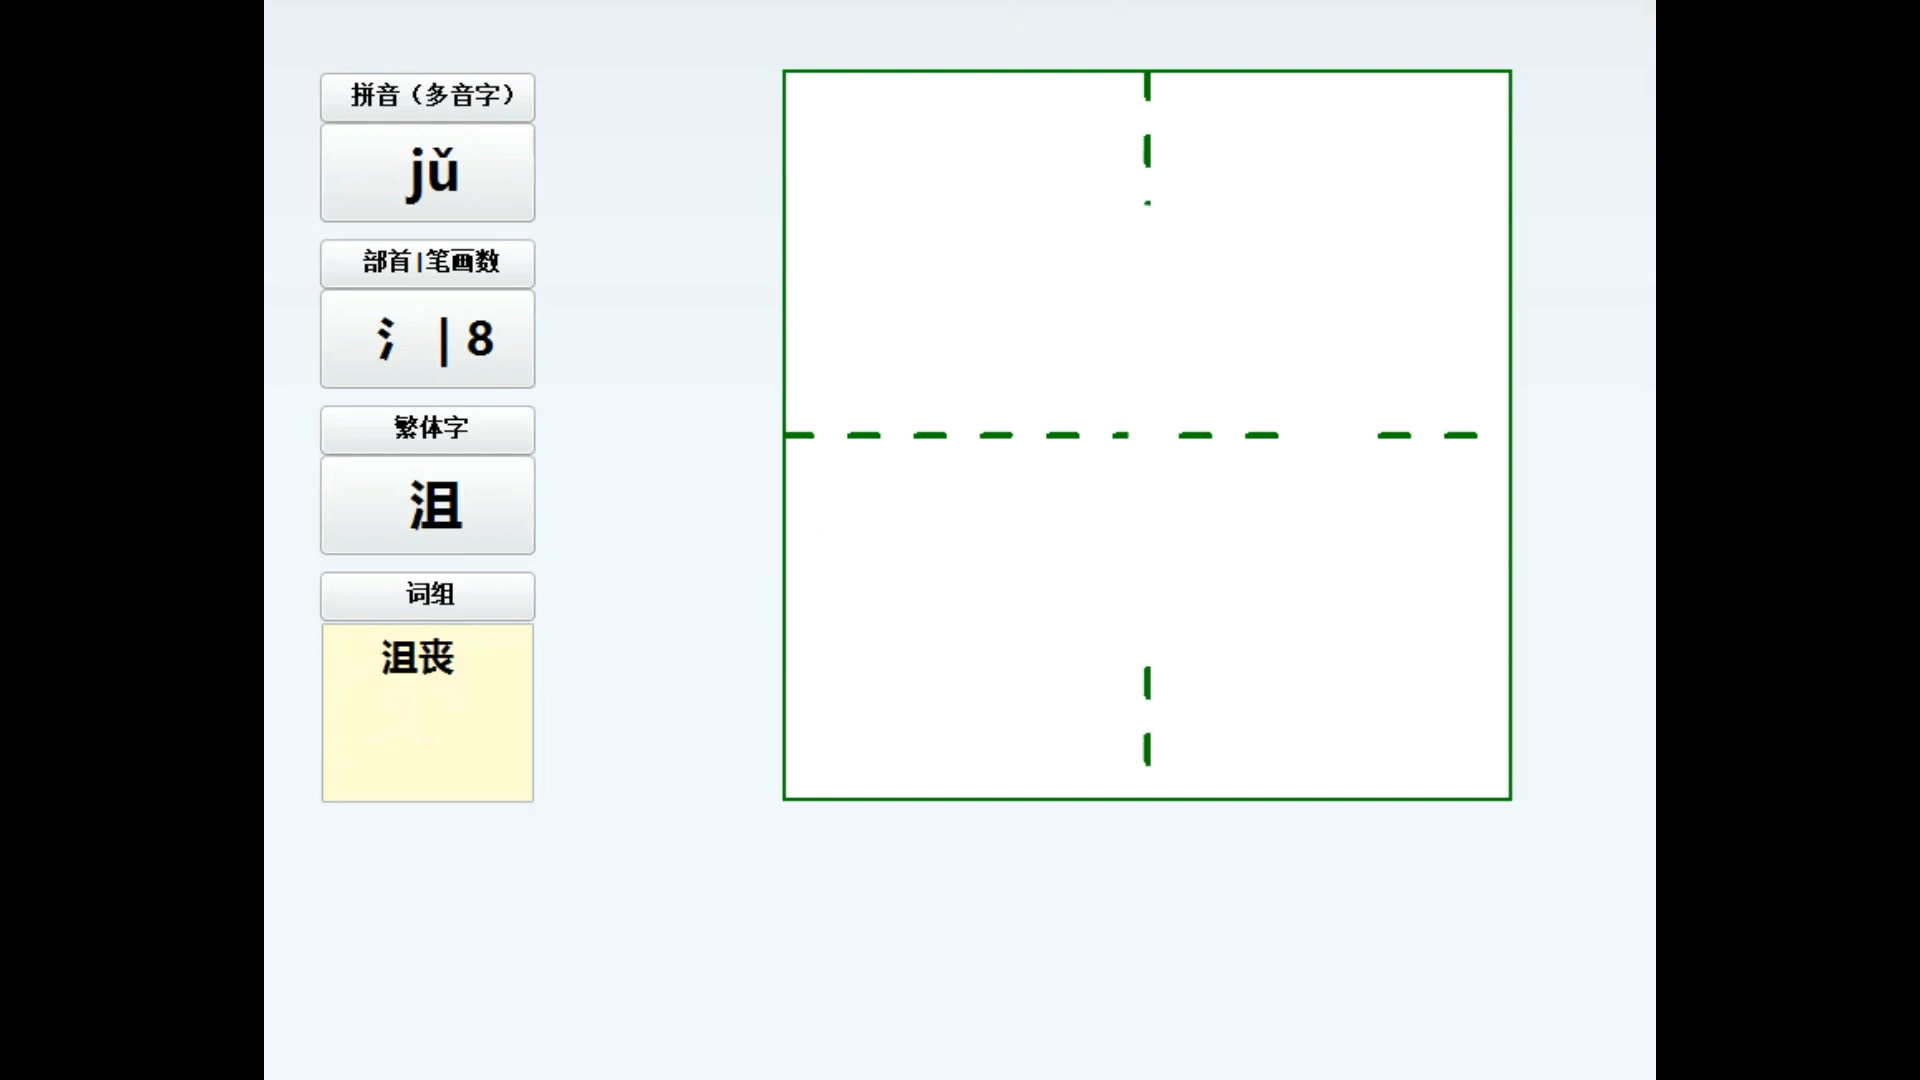 拼音（多音字）
jǔ
部首|笔画数
氵 | 8
繁体字
沮
词组
沮丧